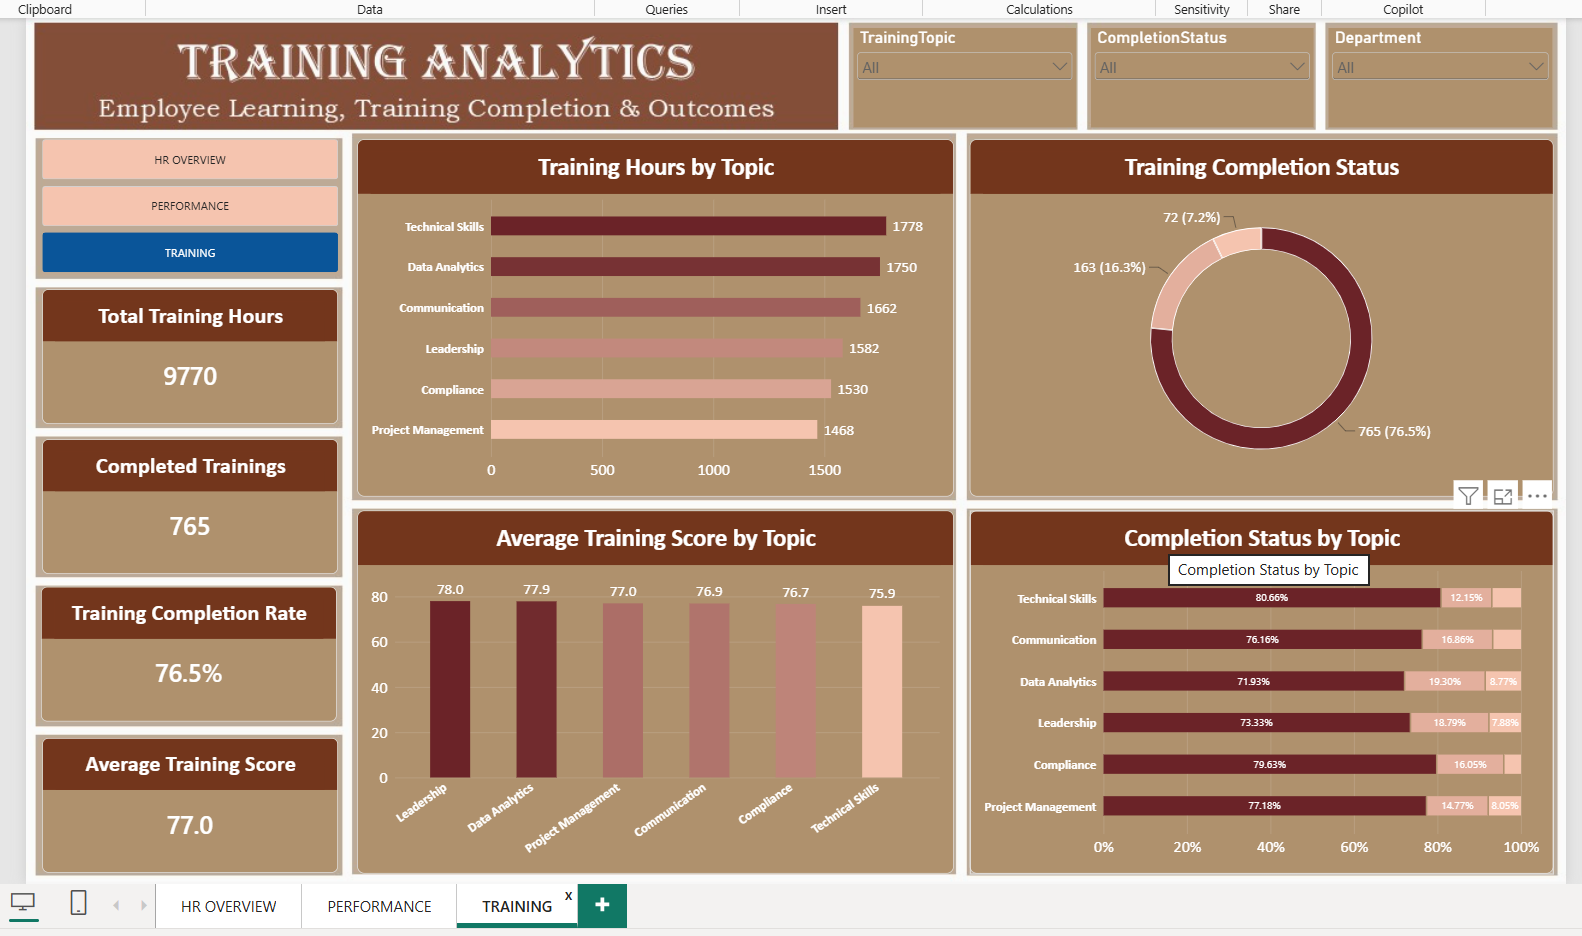 Clipboard
Data
Queries
Insert
Calculations
Sensitivity
Share
Copilot
TRAINING ANALYTICS
Employee Learning, Training Completion & Outcomes
TrainingTopic
All
CompletionStatus
All
Department
All
HR OVERVIEW
PERFORMANCE
TRAINING
Total Training Hours
9770
Completed Trainings
765
Training Completion Rate
76.5%
Average Training Score
77.0
Training Hours by Topic
Technical Skills 1778
Data Analytics 1750
Communication 1662
Leadership 1582
Compliance 1530
Project Management 1468
0 500 1000 1500
Training Completion Status
72 (7.2%)
163 (16.3%)
765 (76.5%)
Average Training Score by Topic
80
60
40
20
0
78.0 77.9 77.0 76.9 76.7 75.9
Leadership Data Analytics Project Management Communication Compliance Technical Skills
Completion Status by Topic
Completion Status by Topic
Technical Skills 80.66% 12.15%
Communication 76.16% 16.86%
Data Analytics 71.93% 19.30% 8.77%
Leadership 73.33% 18.79% 7.88%
Compliance 79.63% 16.05%
Project Management 77.18% 14.77% 8.05%
0% 20% 40% 60% 80% 100%
HR OVERVIEW
PERFORMANCE
TRAINING
x